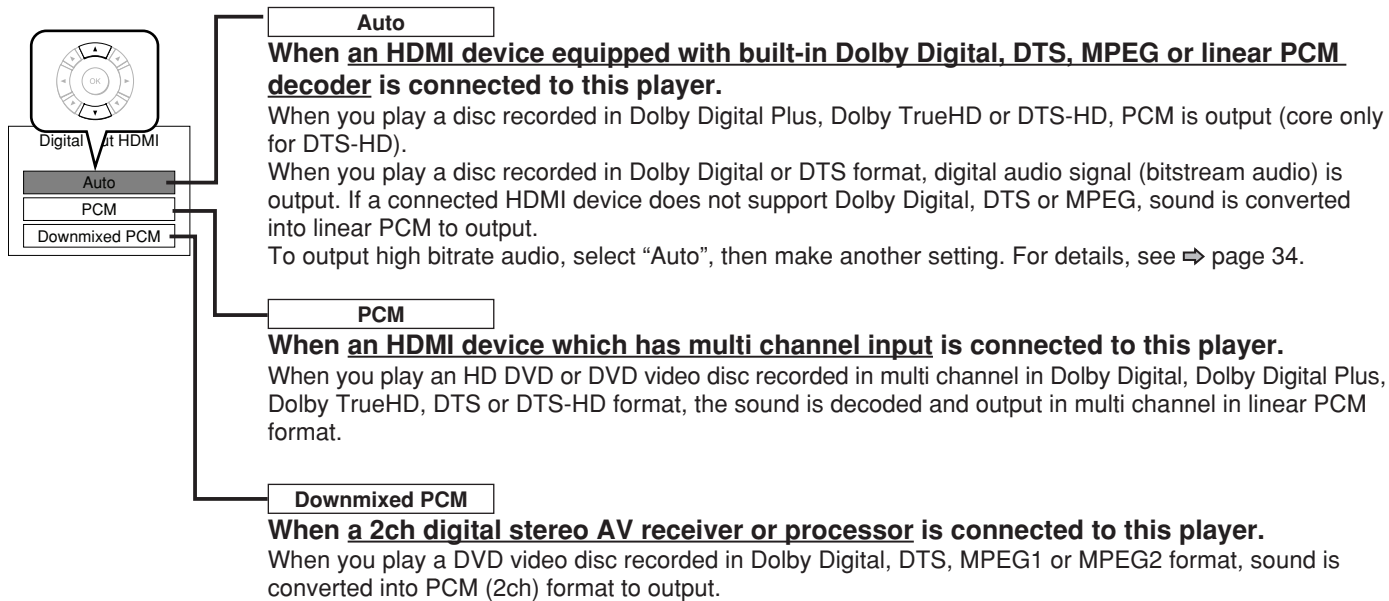 Auto
When an HDMI device equipped with built-in Dolby Digital, DTS, MPEG or linear PCM
decoder is connected to this player.
When you play a disc recorded in Dolby Digital Plus, Dolby TrueHD or DTS-HD, PCM is output (core only
for DTS-HD).
When you play a disc recorded in Dolby Digital or DTS format, digital audio signal (bitstream audio) is
output. If a connected HDMI device does not support Dolby Digital, DTS or MPEG, sound is converted
into linear PCM to output.
To output high bitrate audio, select “Auto”, then make another setting. For details, see ⇨ page 34.
OK
Digital ut HDMI
Auto
PCM
Downmixed PCM
PCM
When an HDMI device which has multi channel input is connected to this player.
When you play an HD DVD or DVD video disc recorded in multi channel in Dolby Digital, Dolby Digital Plus,
Dolby TrueHD, DTS or DTS-HD format, the sound is decoded and output in multi channel in linear PCM
format.
Downmixed PCM
When a 2ch digital stereo AV receiver or processor is connected to this player.
When you play a DVD video disc recorded in Dolby Digital, DTS, MPEG1 or MPEG2 format, sound is
converted into PCM (2ch) format to output.